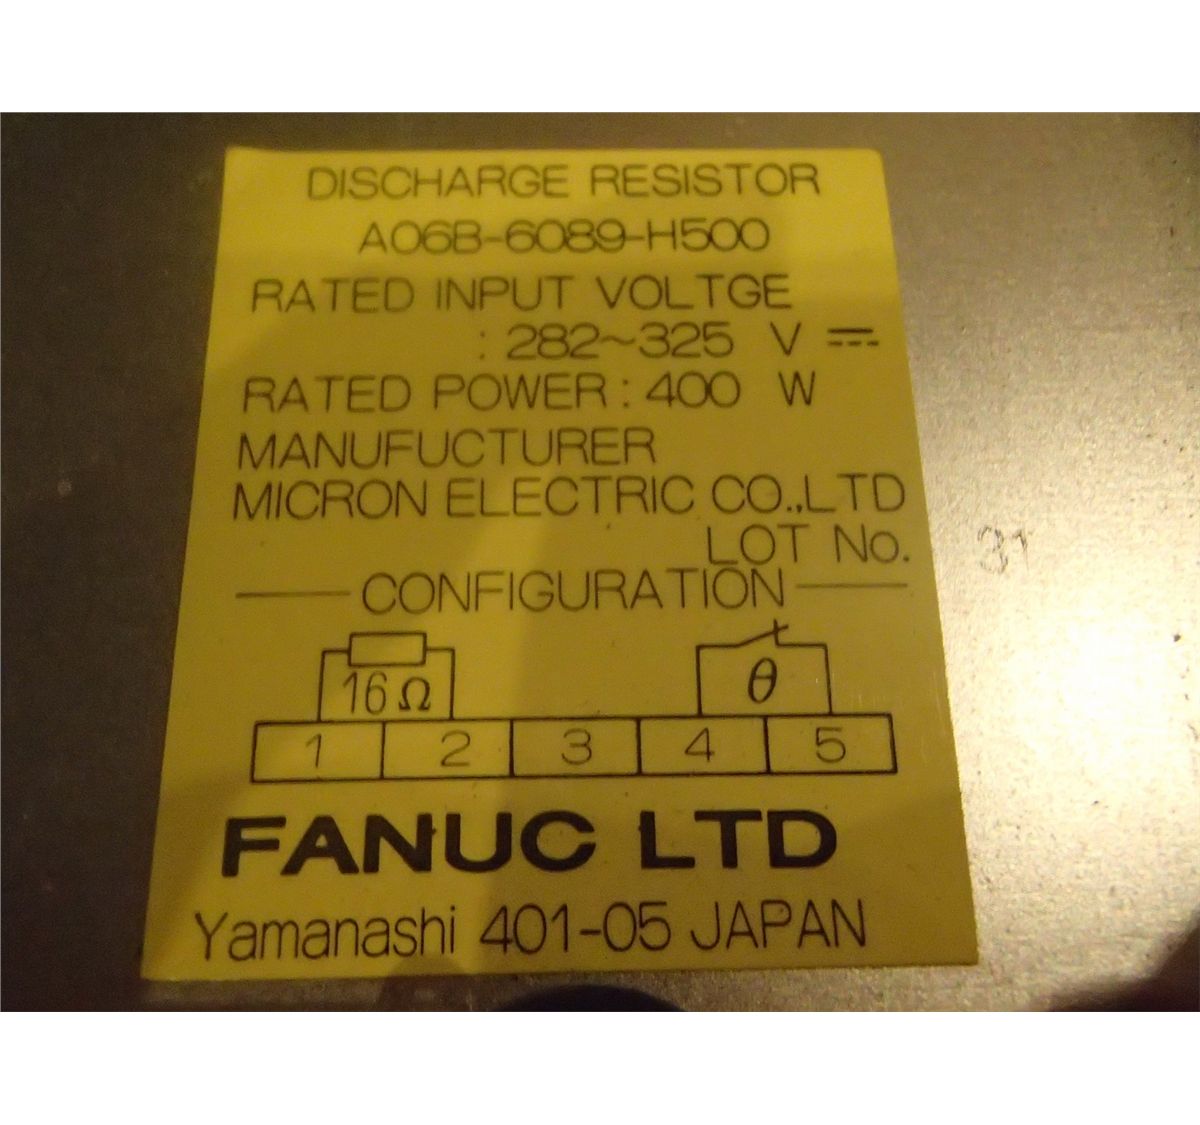 DISCHARGE RESISTOR
A06B-6089-H500
RATED INPUT VOLTGE
: 282~325 V ⎓
RATED POWER : 400 W
MANUFUCTURER
MICRON ELECTRIC CO.,LTD
LOT No.
31
CONFIGURATION
16Ω θ
1 2 3 4 5
FANUC LTD
Yamanashi 401-05 JAPAN